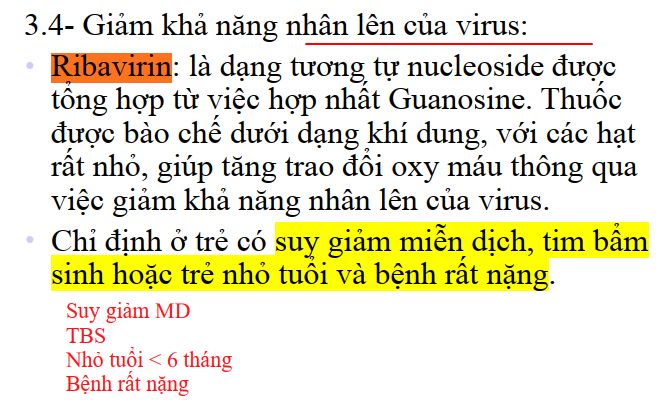 3.4- Giảm khả năng nhân lên của virus:
• Ribavirin: là dạng tương tự nucleoside được
tổng hợp từ việc hợp nhất Guanosine. Thuốc
được bào chế dưới dạng khí dung, với các hạt
rất nhỏ, giúp tăng trao đổi oxy máu thông qua
việc giảm khả năng nhân lên của virus.
• Chỉ định ở trẻ có suy giảm miễn dịch, tim bẩm
sinh hoặc trẻ nhỏ tuổi và bệnh rất nặng.
Suy giảm MD
TBS
Nhỏ tuổi < 6 tháng
Bệnh rất nặng